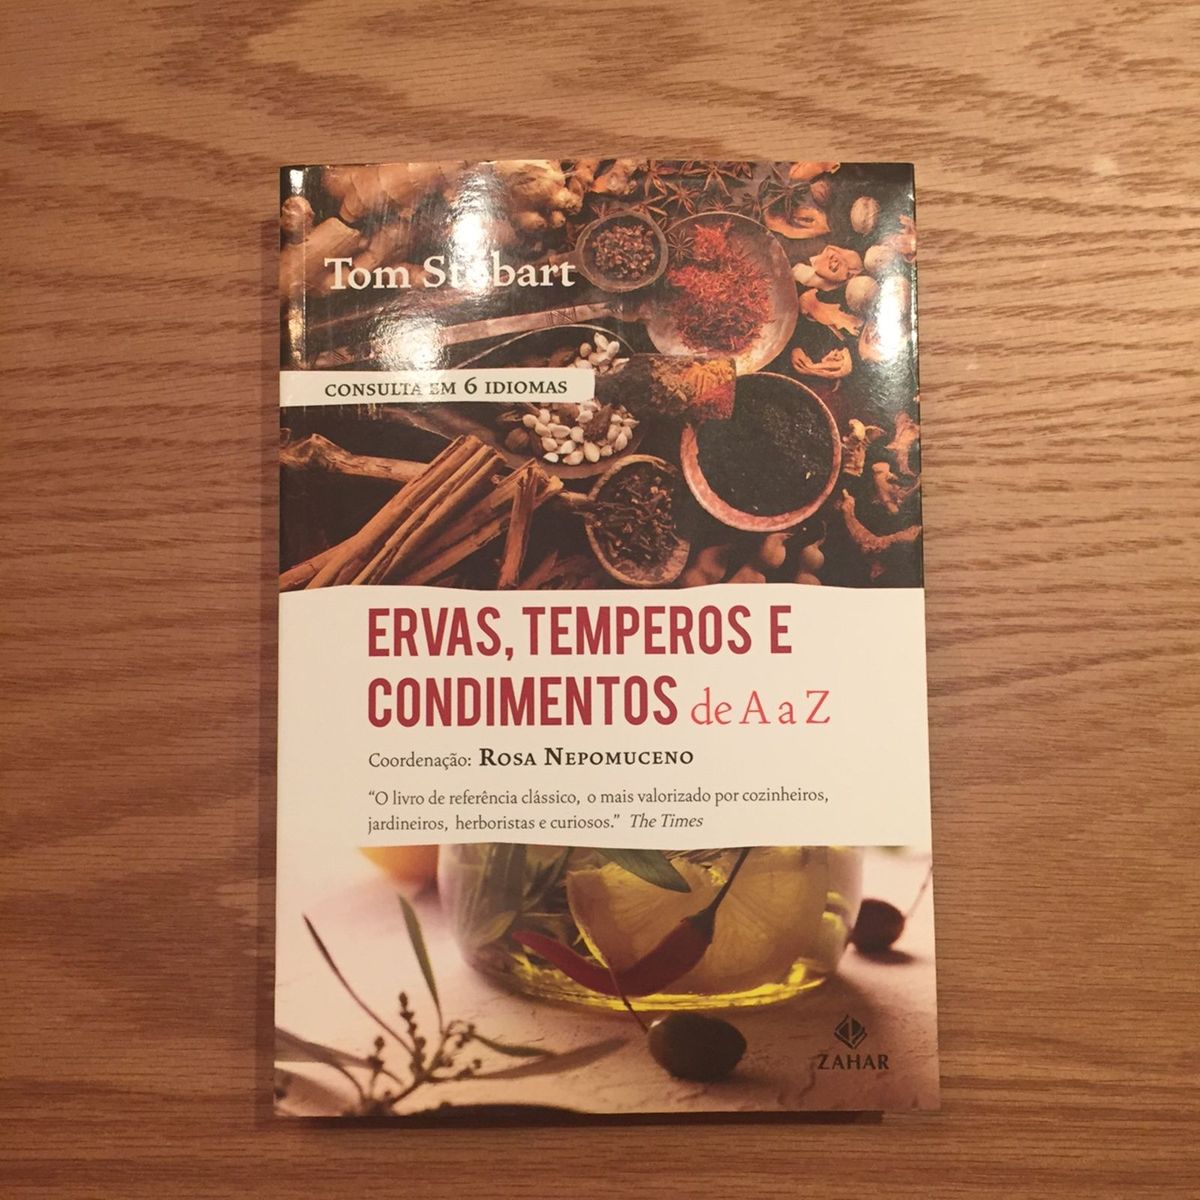 Tom Stobart
CONSULTA EM 6 IDIOMAS
ERVAS, TEMPEROS E
CONDIMENTOS de A a Z
Coordenação: ROSA NEPOMUCENO
“O livro de referência clássico, o mais valorizado por cozinheiros,
jardineiros, herboristas e curiosos.” The Times
ZAHAR